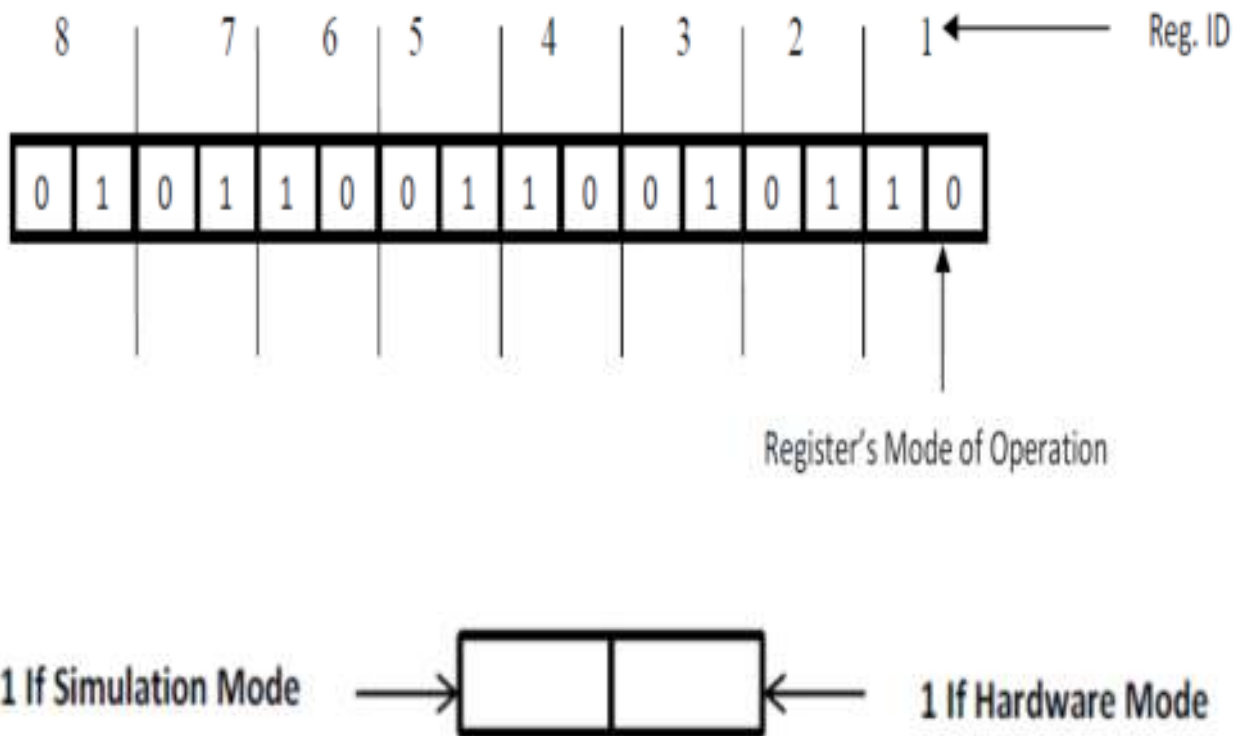 8 7 6 5 4 3 2 1 Reg. ID
0 1 0 1 1 0 0 1 1 0 0 1 0 1 1 0
Register's Mode of Operation
1 If Simulation Mode 1 If Hardware Mode